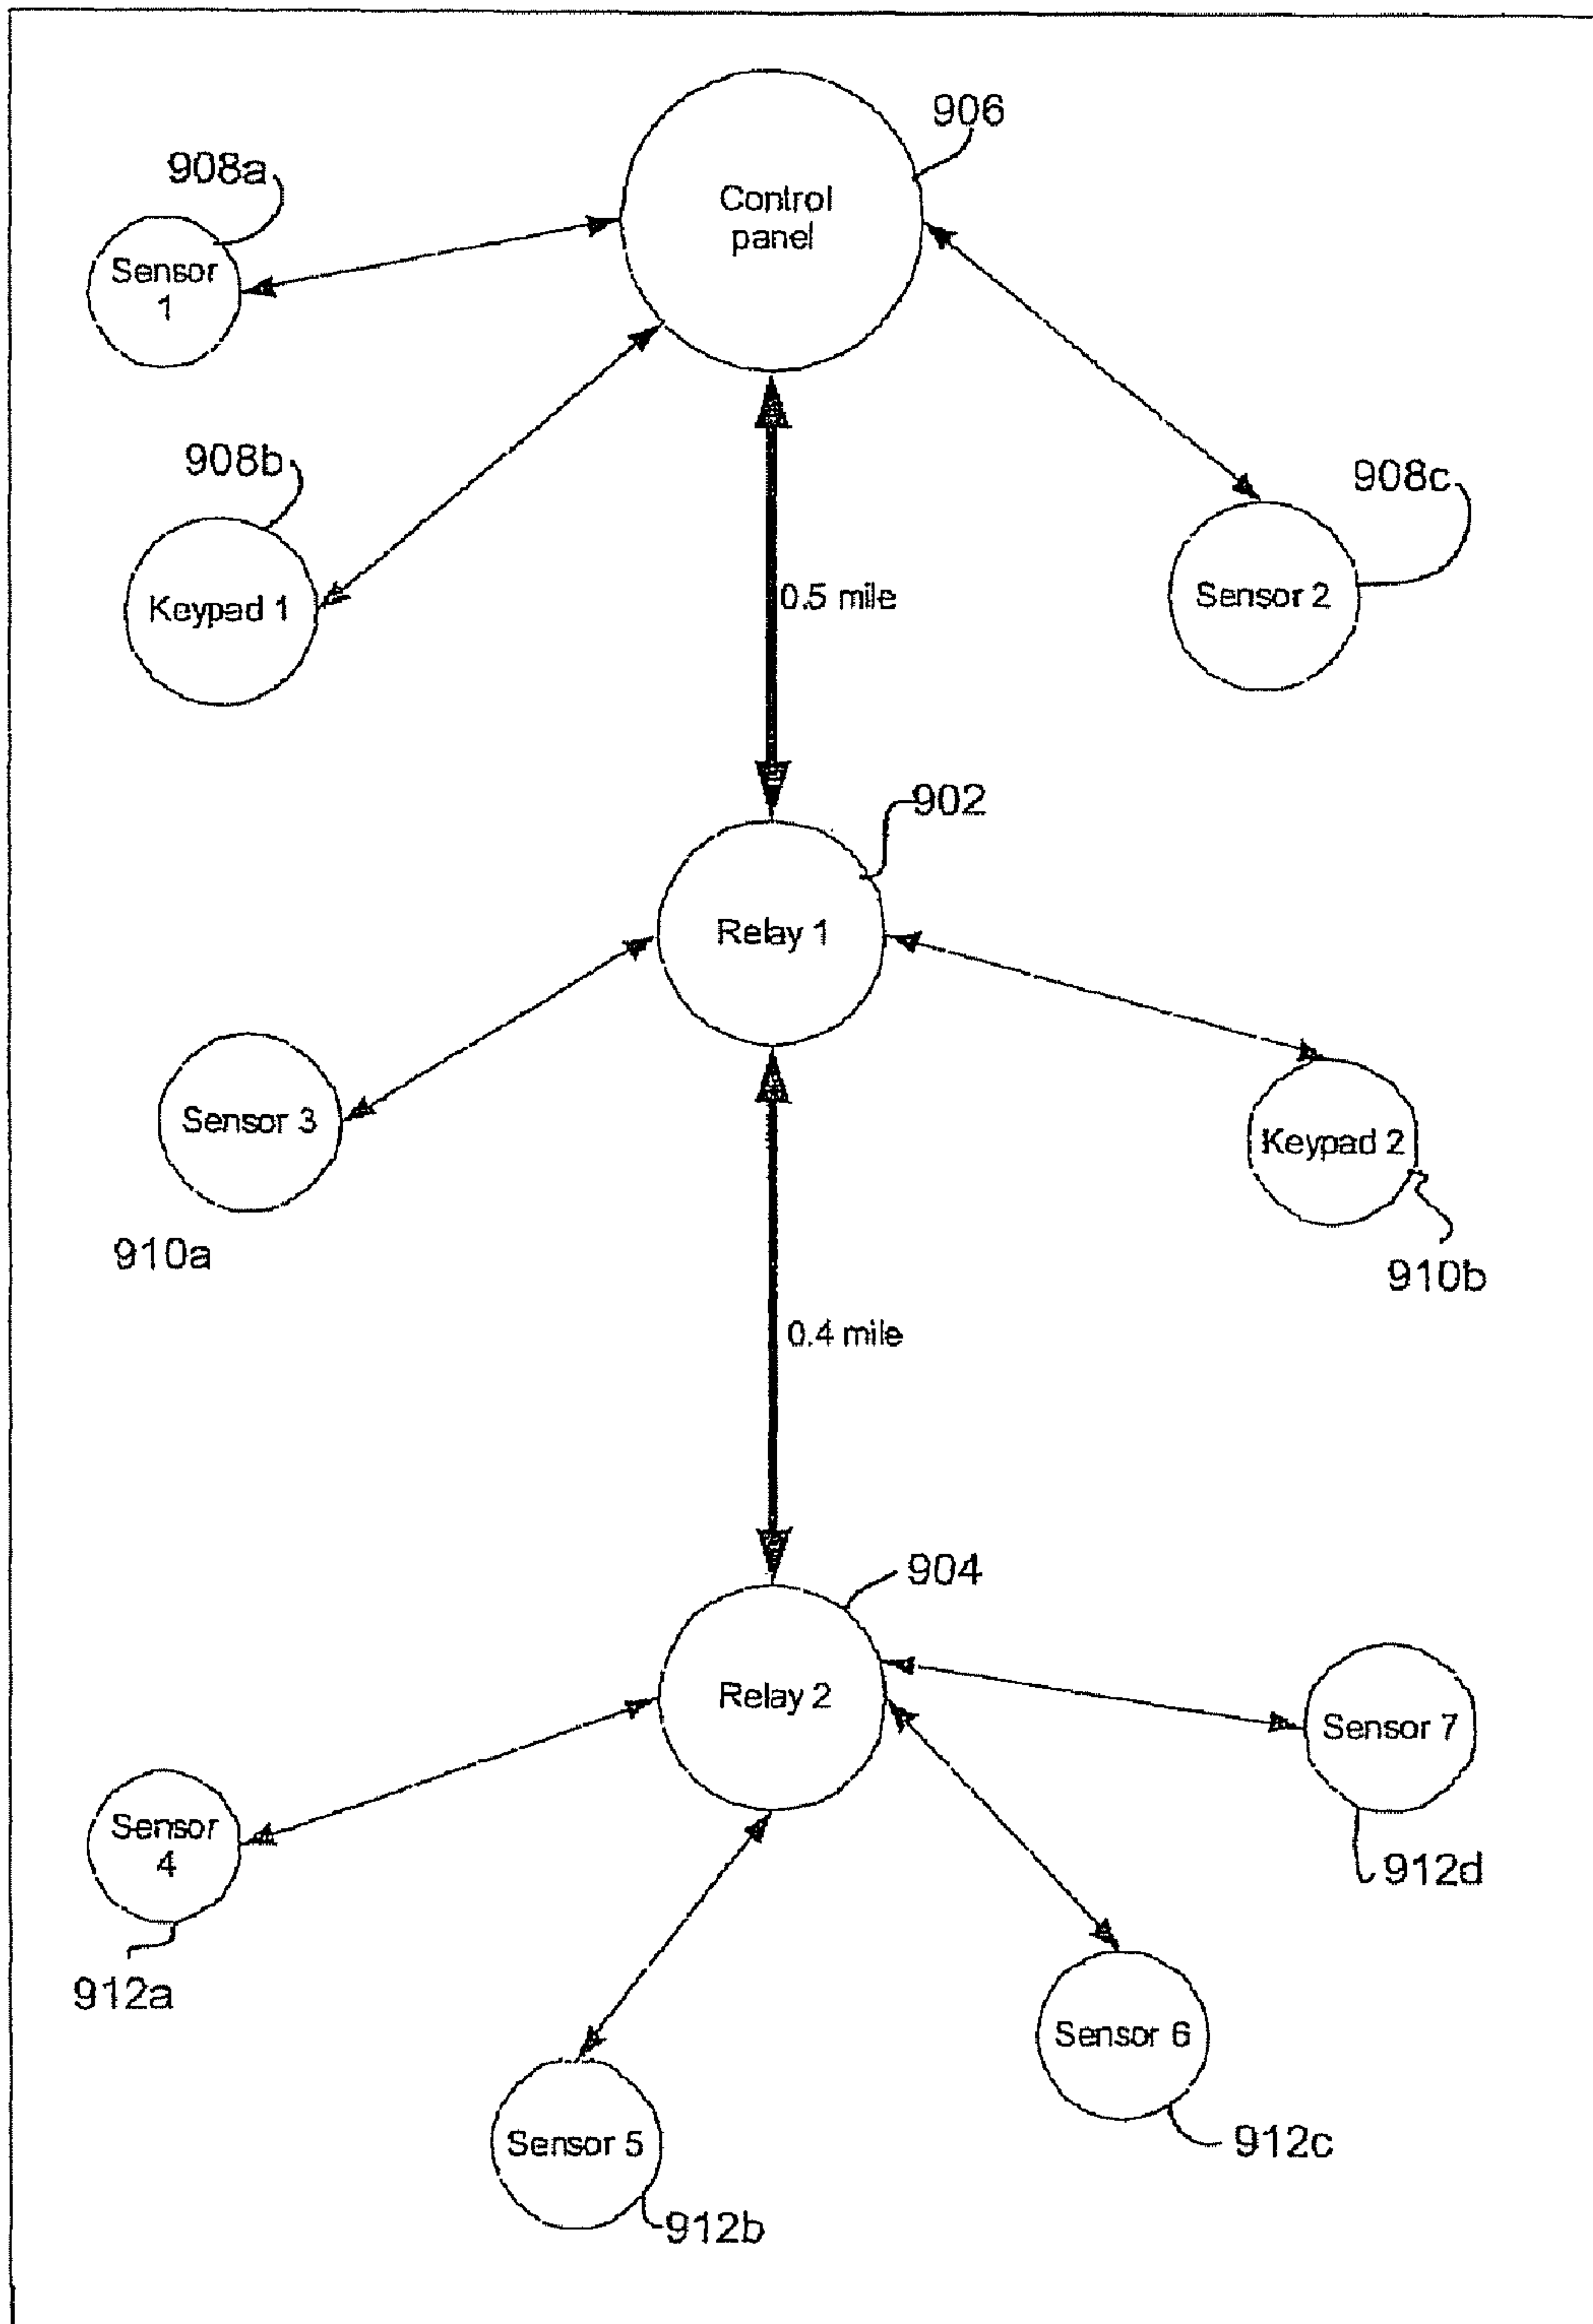 906
908a
Control
panel
Sensor
1
908b
908c
Keypad 1
0.5 mile
Sensor 2
902
Relay 1
Sensor 3
Keypad 2
910a
910b
0.4 mile
904
Relay 2
Sensor 7
Sensor
4
912d
912a
Sensor 6
Sensor 5
912c
912b